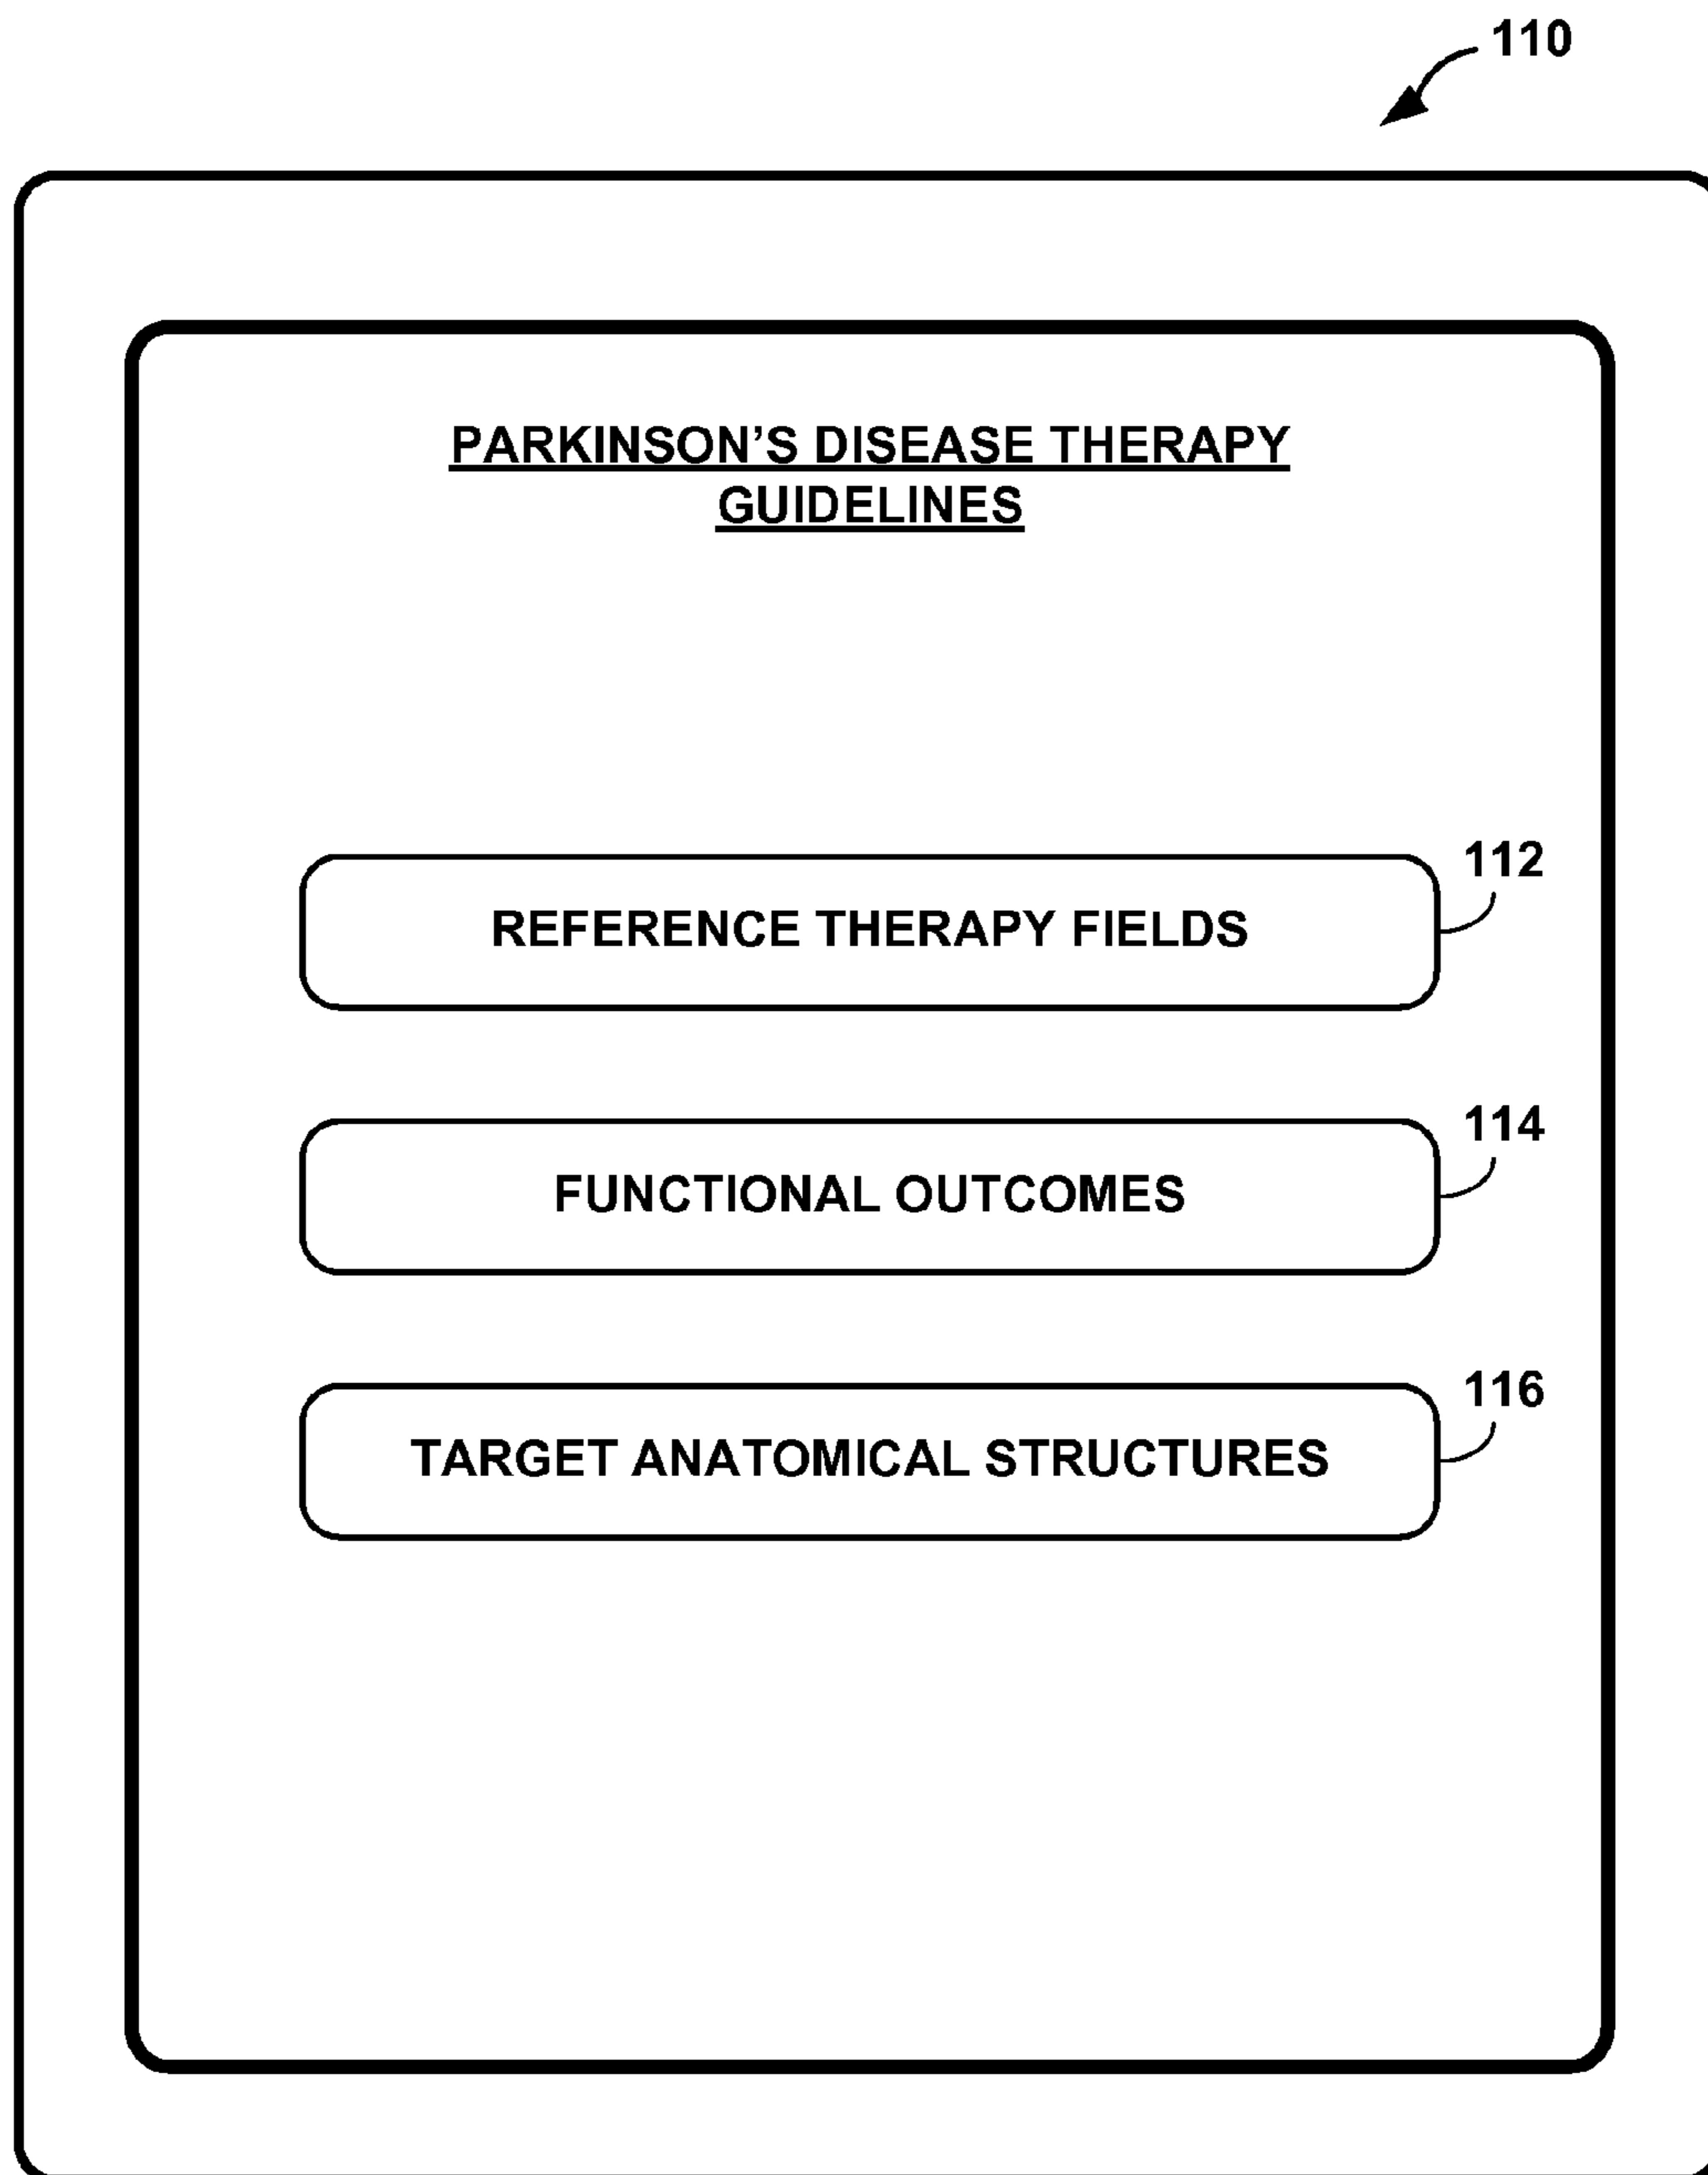 110
PARKINSON'S DISEASE THERAPY
GUIDELINES
112
REFERENCE THERAPY FIELDS
114
FUNCTIONAL OUTCOMES
116
TARGET ANATOMICAL STRUCTURES